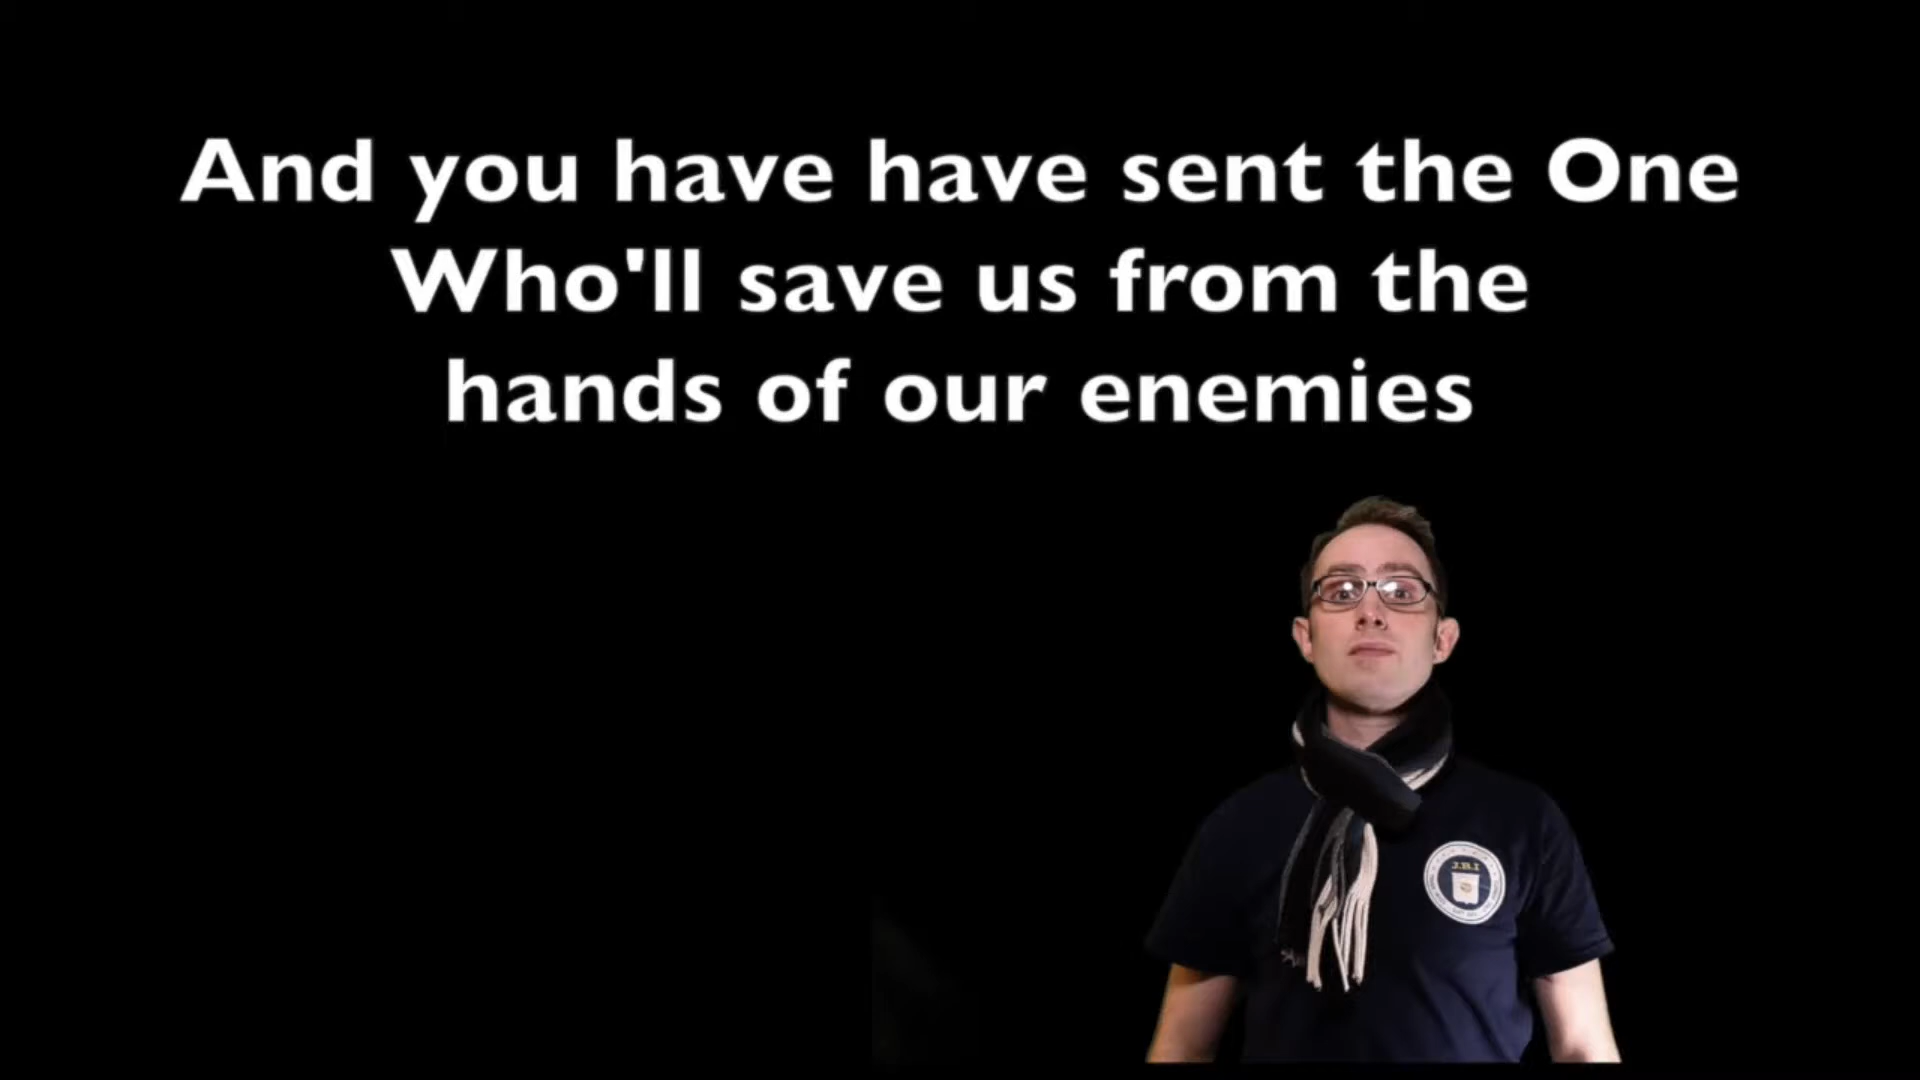 And you have have sent the One
Who'll save us from the
hands of our enemies
J.B.I